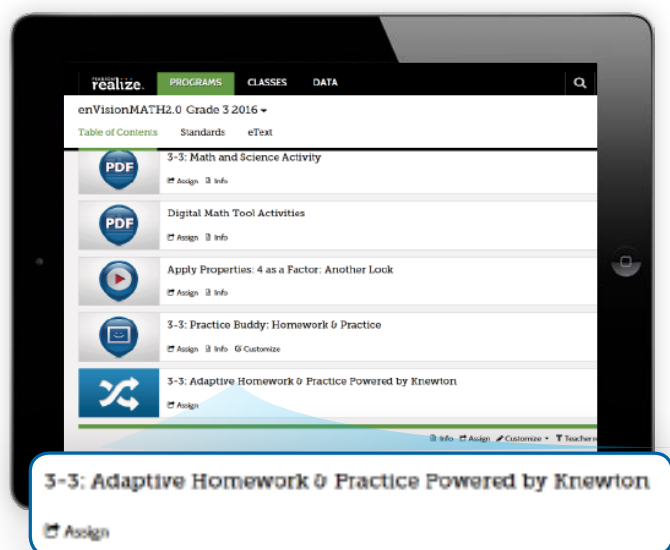 PEARSON
realize.
PROGRAMS CLASSES DATA
enVisionMATH2.0 Grade 3 2016
Table of Contents Standards eText
PDF
3-3: Math and Science Activity
Assign Info
PDF
Digital Math Tool Activities
Assign Info
Apply Properties: 4 as a Factor: Another Look
Assign Info
3-3: Practice Buddy: Homework & Practice
Assign Info Customize
3-3: Adaptive Homework & Practice Powered by Knewton
Assign
Info Assign Customize Teacher
3-3: Adaptive Homework & Practice Powered by Knewton
Assign